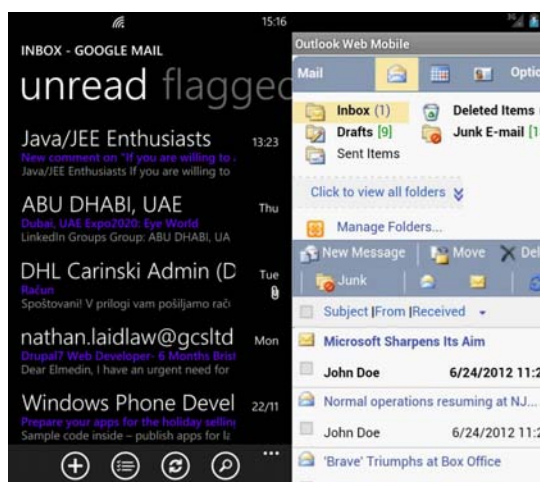 15:16
INBOX - GOOGLE MAIL
unread flagged
Java/JEE Enthusiasts 13:23
New comment on "If you are willing to
Java/JEE Enthusiasts If you are willing to
ABU DHABI, UAE Thu
Dubai, UAE Expo2020: Eye World
LinkedIn Groups Group: ABU DHABI, UA
DHL Carinski Admin (D Tue
Račun
Spoštovani! V prilogi vam pošiljamo rač
nathan.laidlaw@gcsltd Mon
Drupal7 Web Developer- 6 Months Brist
Dear Elmedin, I have an urgent need for
Windows Phone Devel 22/11
Prepare your apps for the holiday selling
Sample code inside – publish apps for la
3G
Outlook Web Mobile
Mail Optio
Inbox (1) Deleted Items
Drafts [9] Junk E-mail [1
Sent Items
Click to view all folders
Manage Folders...
New Message Move Del
Junk
Subject |From |Received
Microsoft Sharpens Its Aim
John Doe 6/24/2012 11:2
Normal operations resuming at NJ...
John Doe 6/24/2012 11:2
'Brave' Triumphs at Box Office